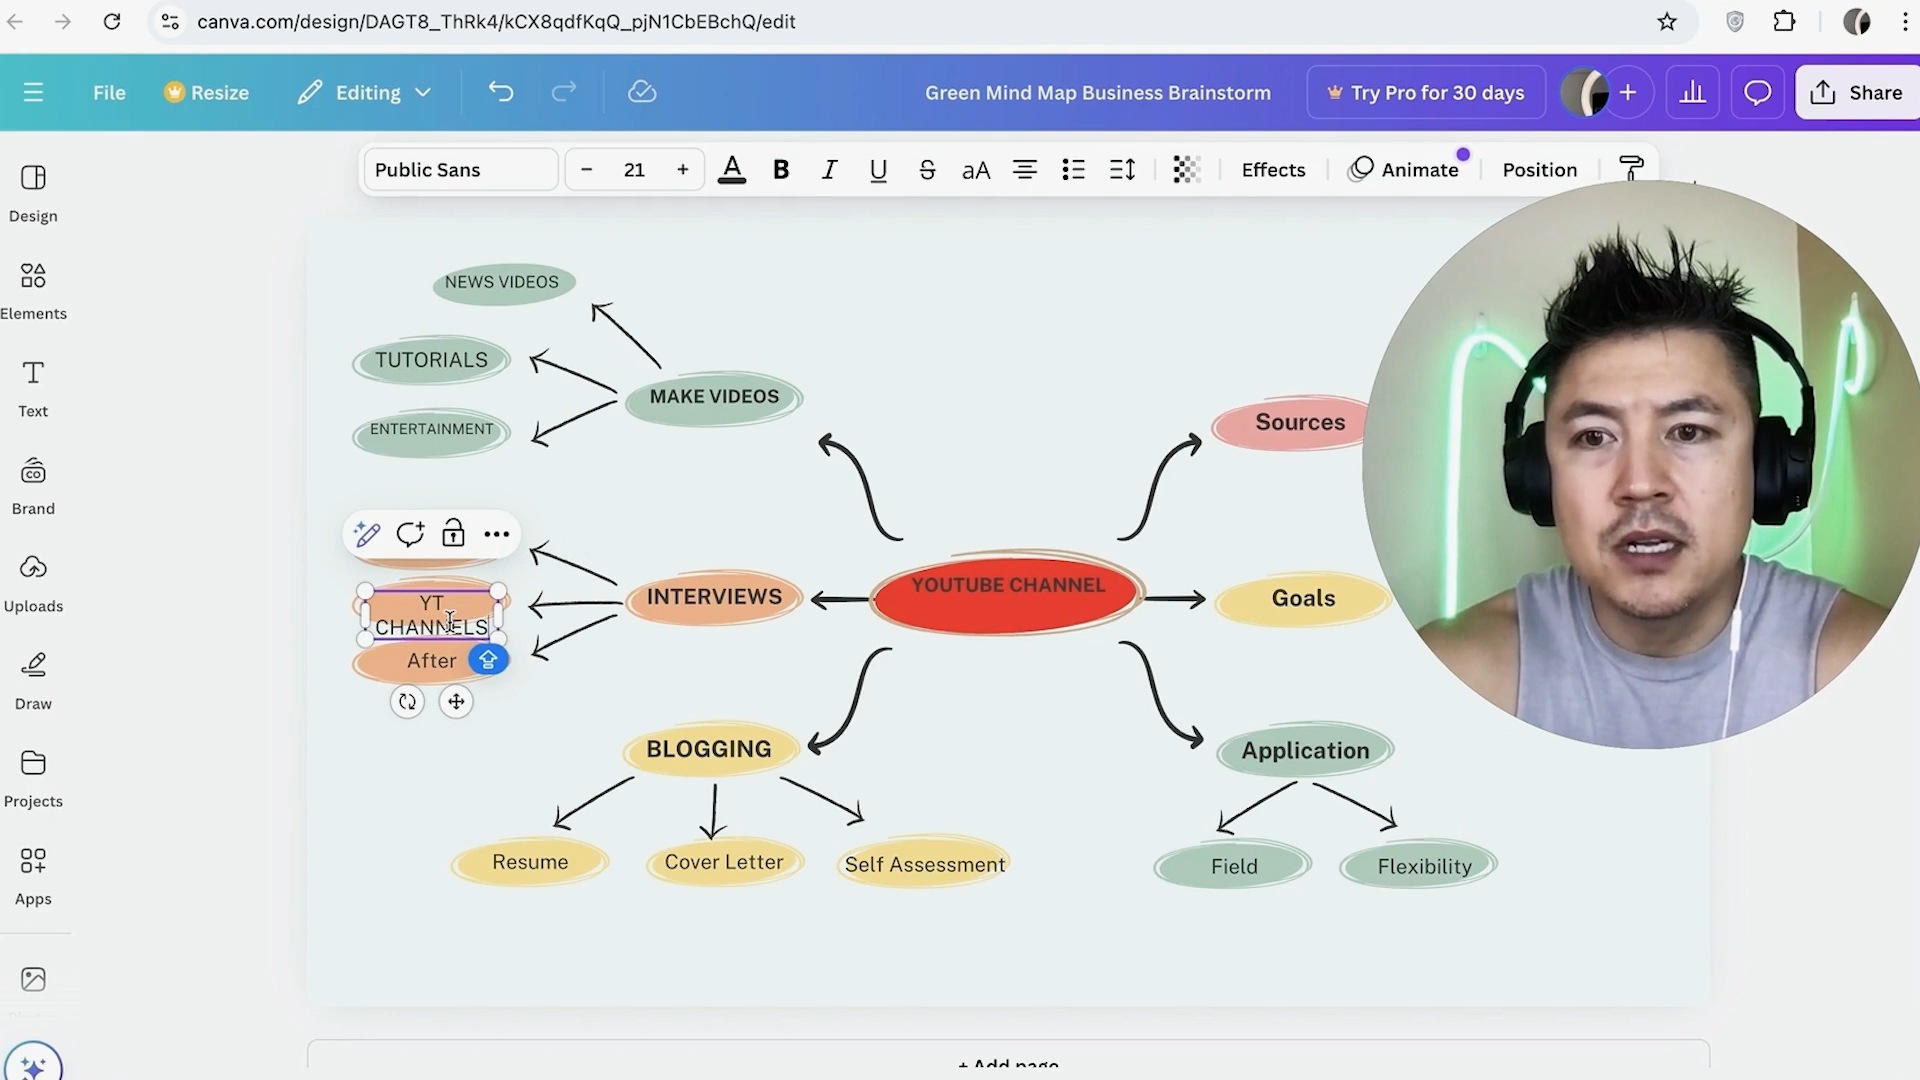 canva.com/design/DAGT8_ThRk4/kCX8qdfKqQ_pjN1CbEBchQ/edit
File
Resize
Editing
Green Mind Map Business Brainstorm
Try Pro for 30 days
Share
Public Sans
− 21 +
A B I U S aA
Effects
Animate
Position
Design
Elements
Text
Brand
Uploads
Draw
Projects
Apps
NEWS VIDEOS
TUTORIALS
ENTERTAINMENT
MAKE VIDEOS
Sources
YT
CHANNELS
After
INTERVIEWS
YOUTUBE CHANNEL
Goals
BLOGGING
Application
Resume
Cover Letter
Self Assessment
Field
Flexibility
+ Add page